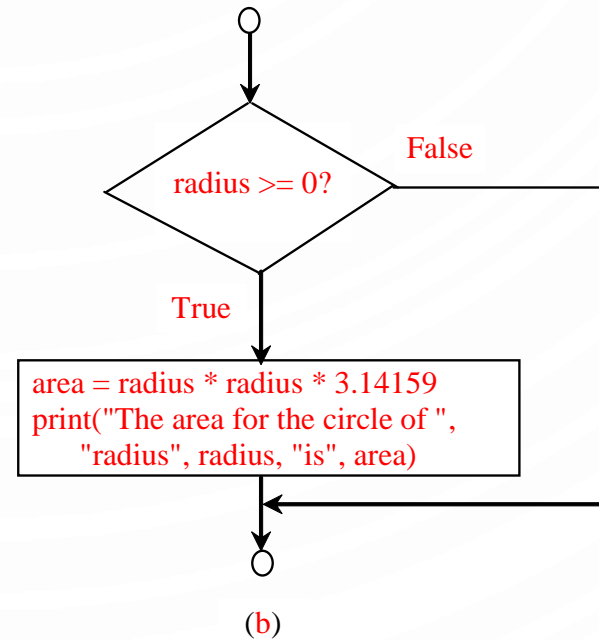 radius >= 0?
False
True
area = radius * radius * 3.14159
print("The area for the circle of ",
"radius", radius, "is", area)
(b)